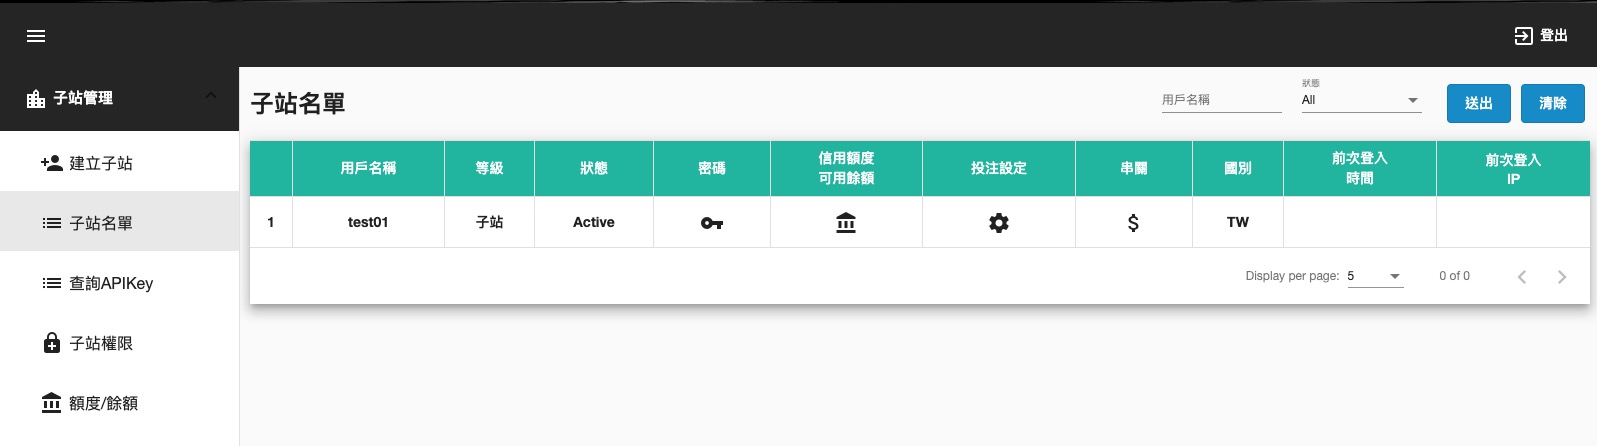 登出
子站管理
建立子站
子站名單
查詢APIKey
子站權限
額度/餘額
子站名單
用戶名稱
狀態
All
送出
清除
用戶名稱 等級 狀態 密碼 信用額度 可用餘額 投注設定 串關 國別 前次登入 時間 前次登入 IP
1 test01 子站 Active TW
Display per page: 5 0 of 0